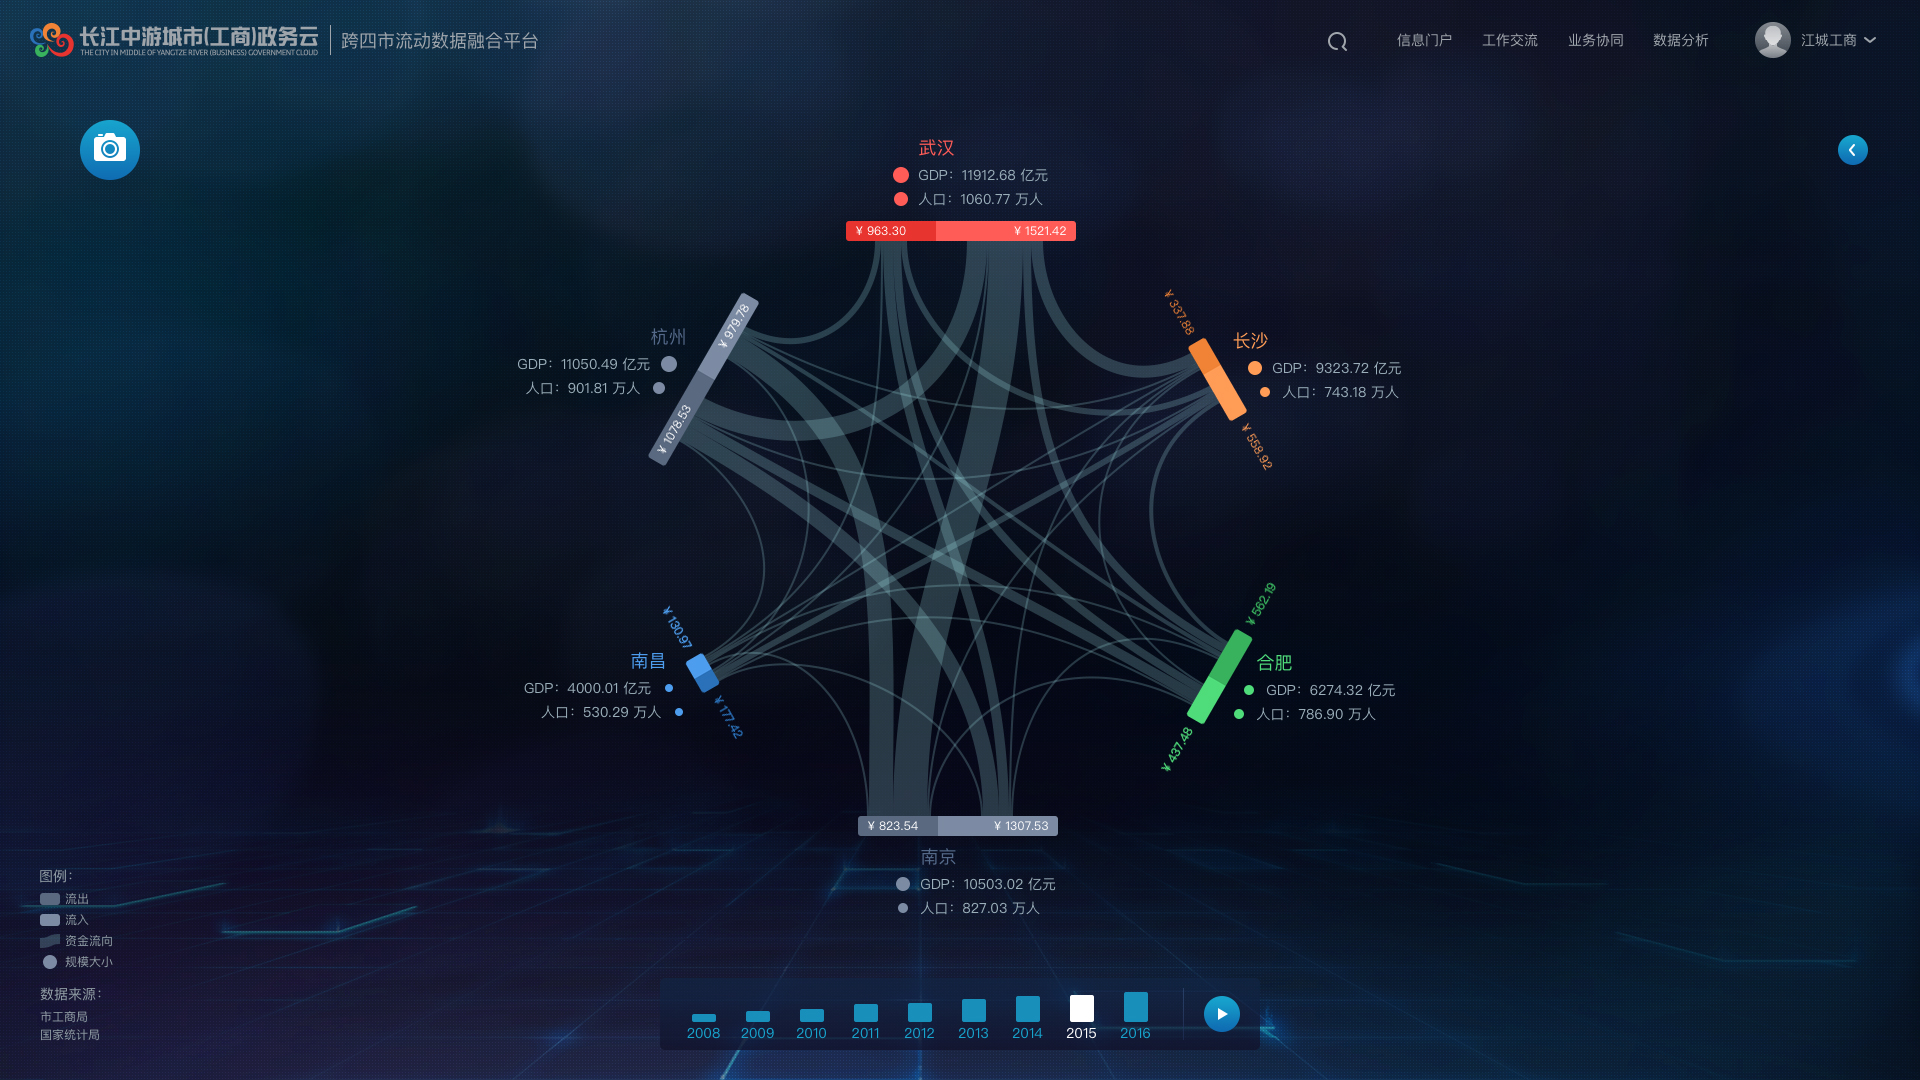 长江中游城市(工商)政务云
THE CITY IN MIDDLE OF YANGTZE RIVER (BUSINESS) GOVERNMENT CLOUD
跨四市流动数据融合平台
信息门户
工作交流
业务协同
数据分析
江城工商
武汉
GDP：11912.68 亿元
人口：1060.77 万人
¥ 963.30
¥ 1521.42
杭州
GDP：11050.49 亿元
人口：901.81 万人
¥ 979.78
¥ 1078.53
¥ 337.88
长沙
GDP：9323.72 亿元
人口：743.18 万人
¥ 558.92
¥ 130.97
南昌
GDP：4000.01 亿元
人口：530.29 万人
¥ 177.42
¥ 562.19
合肥
GDP：6274.32 亿元
人口：786.90 万人
¥ 437.48
¥ 823.54
¥ 1307.53
南京
GDP：10503.02 亿元
人口：827.03 万人
图例：
流出
流入
资金流向
规模大小
数据来源：
市工商局
国家统计局
2008
2009
2010
2011
2012
2013
2014
2015
2016